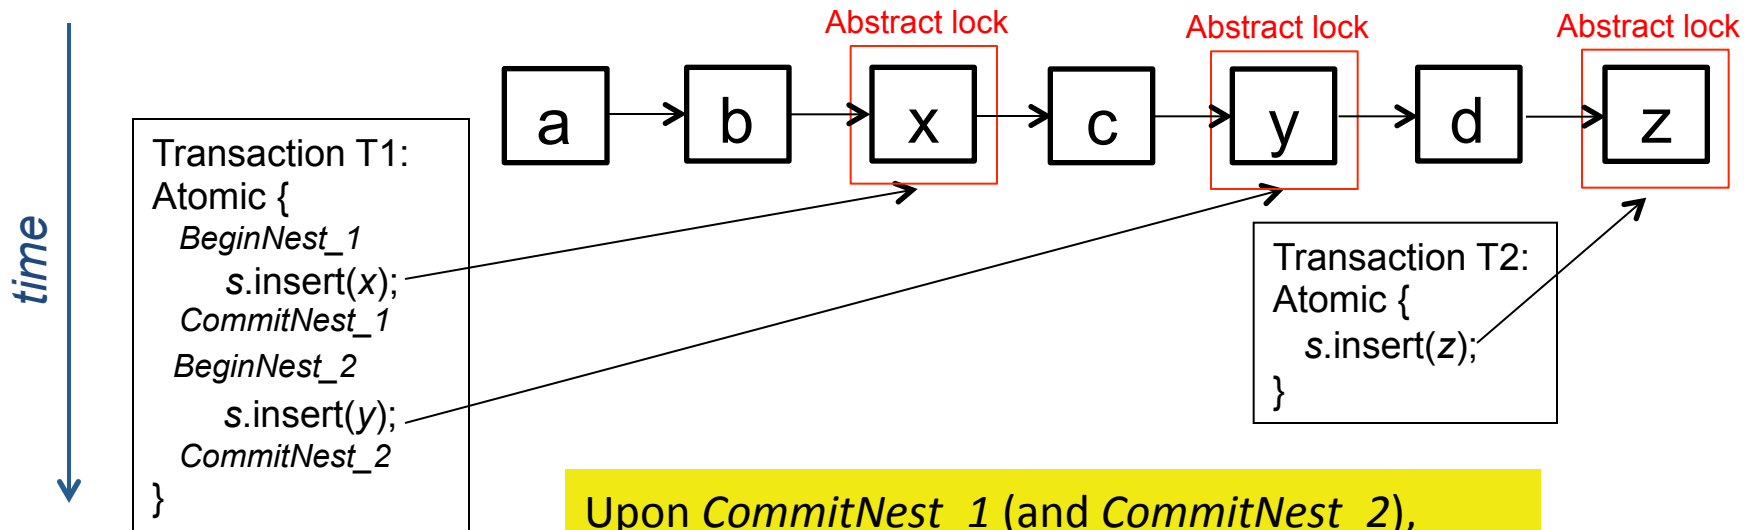 Abstract lock
Abstract lock
Abstract lock
a
b
x
c
y
d
z
time
Transaction T1:
Atomic {
BeginNest_1
s.insert(x);
CommitNest_1
BeginNest_2
s.insert(y);
CommitNest_2
}
Transaction T2:
Atomic {
s.insert(z);
}
Upon CommitNest_1 (and CommitNest_2),